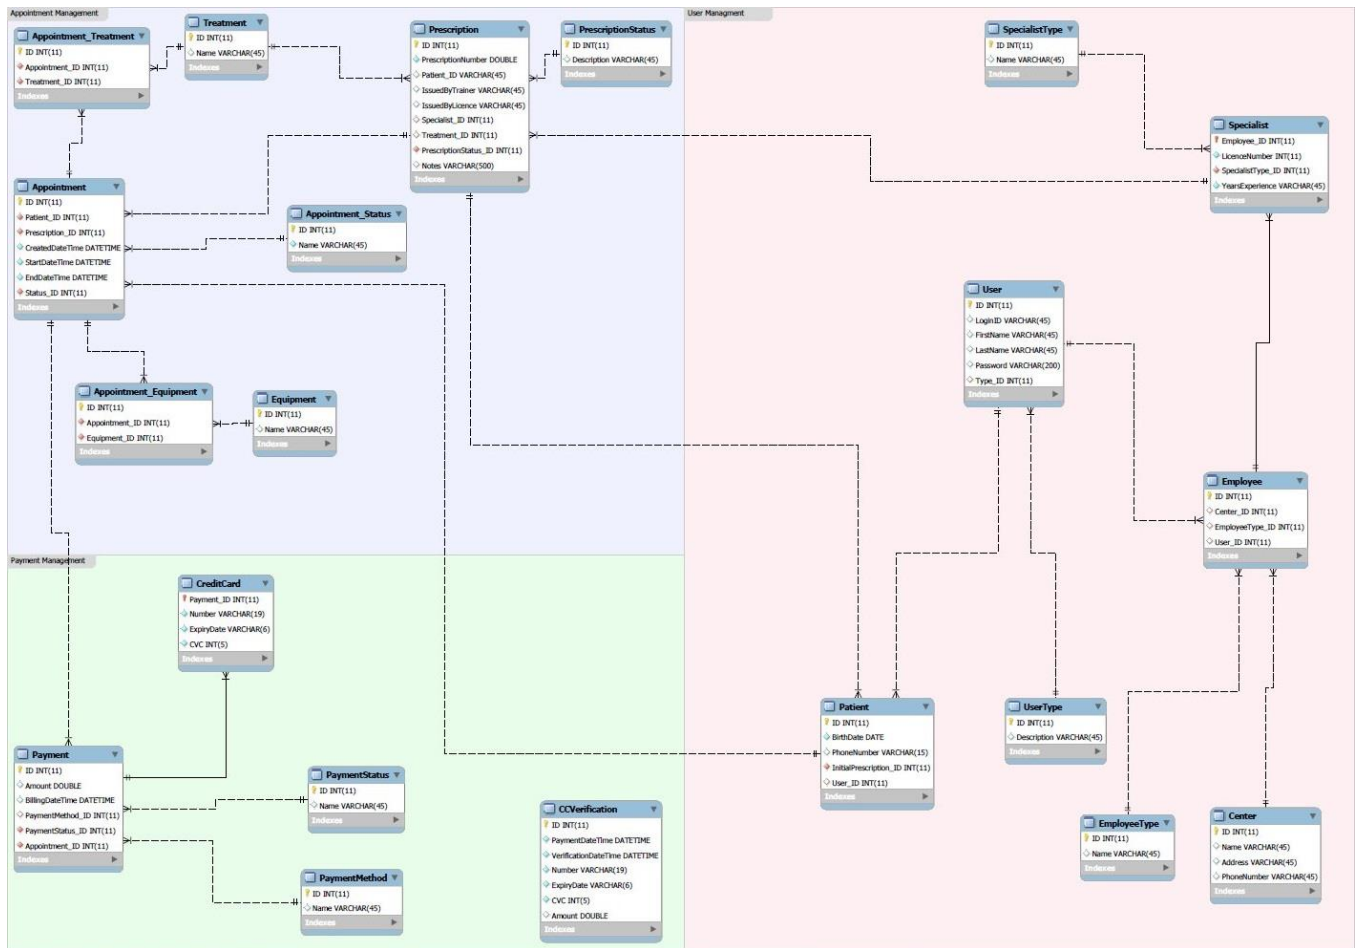 Appointment Management
Appointment_Treatment
ID INT(11)
Appointment_ID INT(11)
Treatment_ID INT(11)
Indexes
Treatment
ID INT(11)
Name VARCHAR(45)
Indexes
Prescription
ID INT(11)
PrescriptionNumber DOUBLE
Patient_ID VARCHAR(45)
IssuedByTrainer VARCHAR(45)
IssuedByLicence VARCHAR(45)
Specialist_ID INT(11)
Treatment_ID INT(11)
PrescriptionStatus_ID INT(11)
Notes VARCHAR(500)
Indexes
PrescriptionStatus
ID INT(11)
Description VARCHAR(45)
Indexes
Appointment
ID INT(11)
Patient_ID INT(11)
Prescription_ID INT(11)
CreatedDateTime DATETIME
StartDateTime DATETIME
EndDateTime DATETIME
Status_ID INT(11)
Indexes
Appointment_Status
ID INT(11)
Name VARCHAR(45)
Indexes
Appointment_Equipment
ID INT(11)
Appointment_ID INT(11)
Equipment_ID INT(11)
Indexes
Equipment
ID INT(11)
Name VARCHAR(45)
Indexes
User Managment
SpecialistType
ID INT(11)
Name VARCHAR(45)
Indexes
Specialist
Employee_ID INT(11)
LicenceNumber INT(11)
SpecialistType_ID INT(11)
YearsExperience VARCHAR(45)
Indexes
User
ID INT(11)
LoginID VARCHAR(45)
FirstName VARCHAR(45)
LastName VARCHAR(45)
Password VARCHAR(200)
Type_ID INT(11)
Indexes
Employee
ID INT(11)
Center_ID INT(11)
EmployeeType_ID INT(11)
User_ID INT(11)
Indexes
Patient
ID INT(11)
BirthDate DATE
PhoneNumber VARCHAR(15)
InitialPrescription_ID INT(11)
User_ID INT(11)
Indexes
UserType
ID INT(11)
Description VARCHAR(45)
Indexes
EmployeeType
ID INT(11)
Name VARCHAR(45)
Indexes
Center
ID INT(11)
Name VARCHAR(45)
Address VARCHAR(45)
PhoneNumber VARCHAR(45)
Indexes
Payment Management
CreditCard
Payment_ID INT(11)
Number VARCHAR(19)
ExpiryDate VARCHAR(6)
CVC INT(5)
Indexes
Payment
ID INT(11)
Amount DOUBLE
BillingDateTime DATETIME
PaymentMethod_ID INT(11)
PaymentStatus_ID INT(11)
Appointment_ID INT(11)
Indexes
PaymentStatus
ID INT(11)
Name VARCHAR(45)
Indexes
PaymentMethod
ID INT(11)
Name VARCHAR(45)
Indexes
CCVerification
ID INT(11)
PaymentDateTime DATETIME
VerificationDateTime DATETIME
Number VARCHAR(19)
ExpiryDate VARCHAR(6)
CVC INT(5)
Amount DOUBLE
Indexes